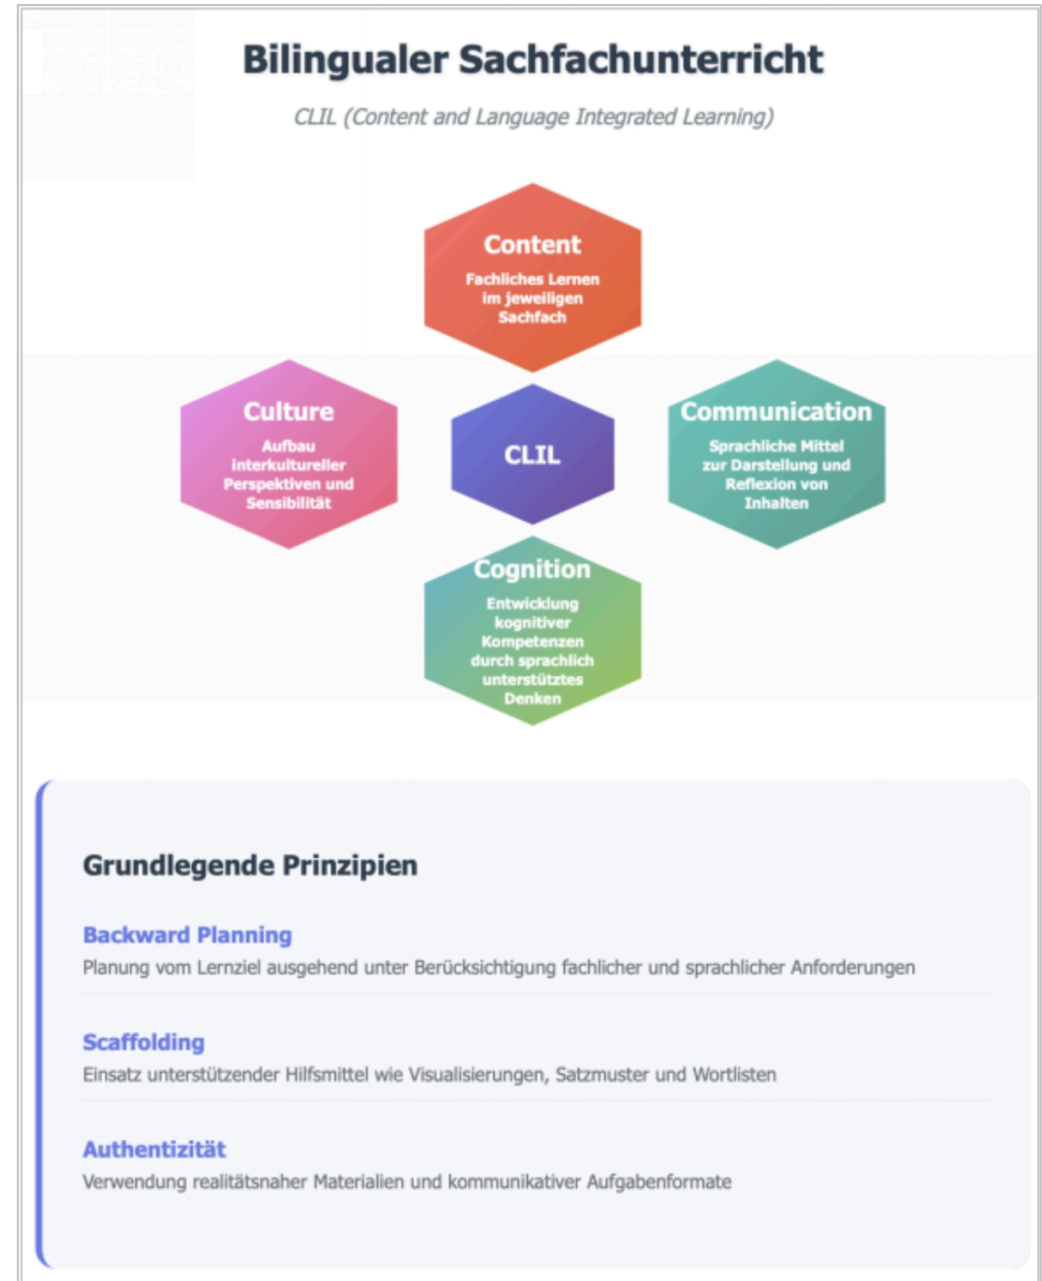 Bilingualer Sachfachunterricht
CLIL (Content and Language Integrated Learning)
Content
Fachliches Lernen
im jeweiligen
Sachfach
Culture
Aufbau
interkultureller
Perspektiven und
Sensibilität
CLIL
Communication
Sprachliche Mittel
zur Darstellung und
Reflexion von
Inhalten
Cognition
Entwicklung
kognitiver
Kompetenzen
durch sprachlich
unterstütztes
Denken
Grundlegende Prinzipien
Backward Planning
Planung vom Lernziel ausgehend unter Berücksichtigung fachlicher und sprachlicher Anforderungen
Scaffolding
Einsatz unterstützender Hilfsmittel wie Visualisierungen, Satzmuster und Wortlisten
Authentizität
Verwendung realitätsnaher Materialien und kommunikativer Aufgabenformate